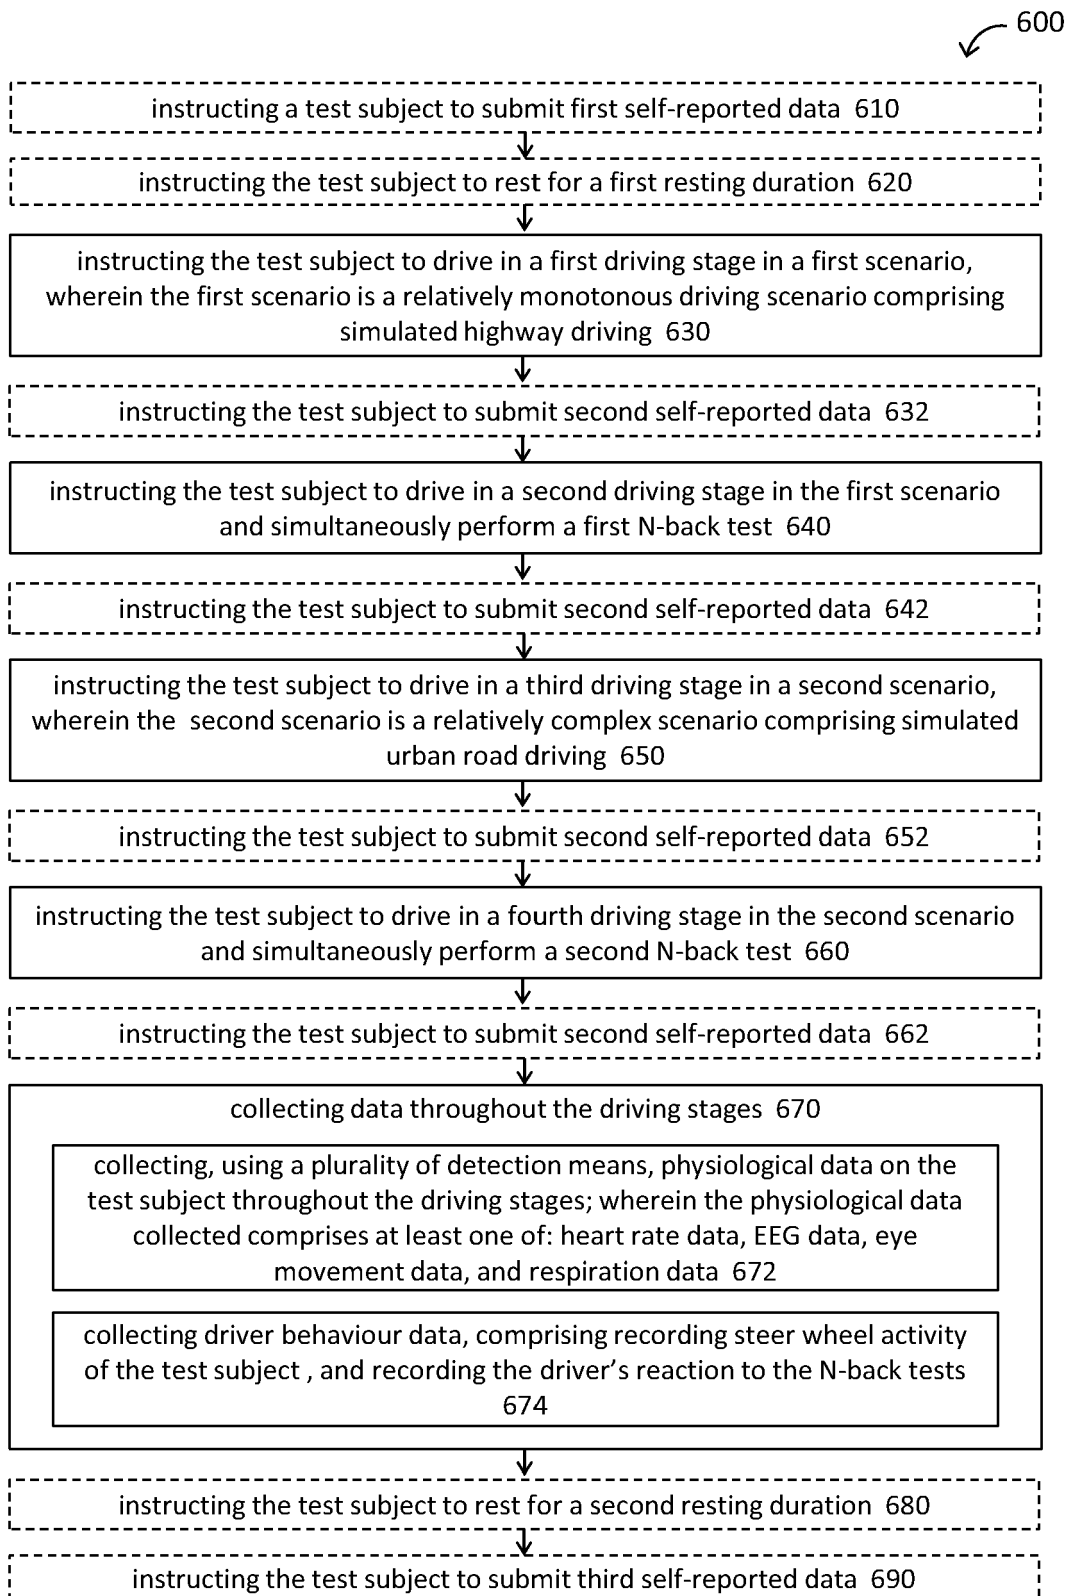 600
instructing a test subject to submit first self-reported data 610
instructing the test subject to rest for a first resting duration 620
instructing the test subject to drive in a first driving stage in a first scenario,
wherein the first scenario is a relatively monotonous driving scenario comprising
simulated highway driving 630
instructing the test subject to submit second self-reported data 632
instructing the test subject to drive in a second driving stage in the first scenario
and simultaneously perform a first N-back test 640
instructing the test subject to submit second self-reported data 642
instructing the test subject to drive in a third driving stage in a second scenario,
wherein the second scenario is a relatively complex scenario comprising simulated
urban road driving 650
instructing the test subject to submit second self-reported data 652
instructing the test subject to drive in a fourth driving stage in the second scenario
and simultaneously perform a second N-back test 660
instructing the test subject to submit second self-reported data 662
collecting data throughout the driving stages 670
collecting, using a plurality of detection means, physiological data on the
test subject throughout the driving stages; wherein the physiological data
collected comprises at least one of: heart rate data, EEG data, eye
movement data, and respiration data 672
collecting driver behaviour data, comprising recording steer wheel activity
of the test subject , and recording the driver's reaction to the N-back tests
674
instructing the test subject to rest for a second resting duration 680
instructing the test subject to submit third self-reported data 690